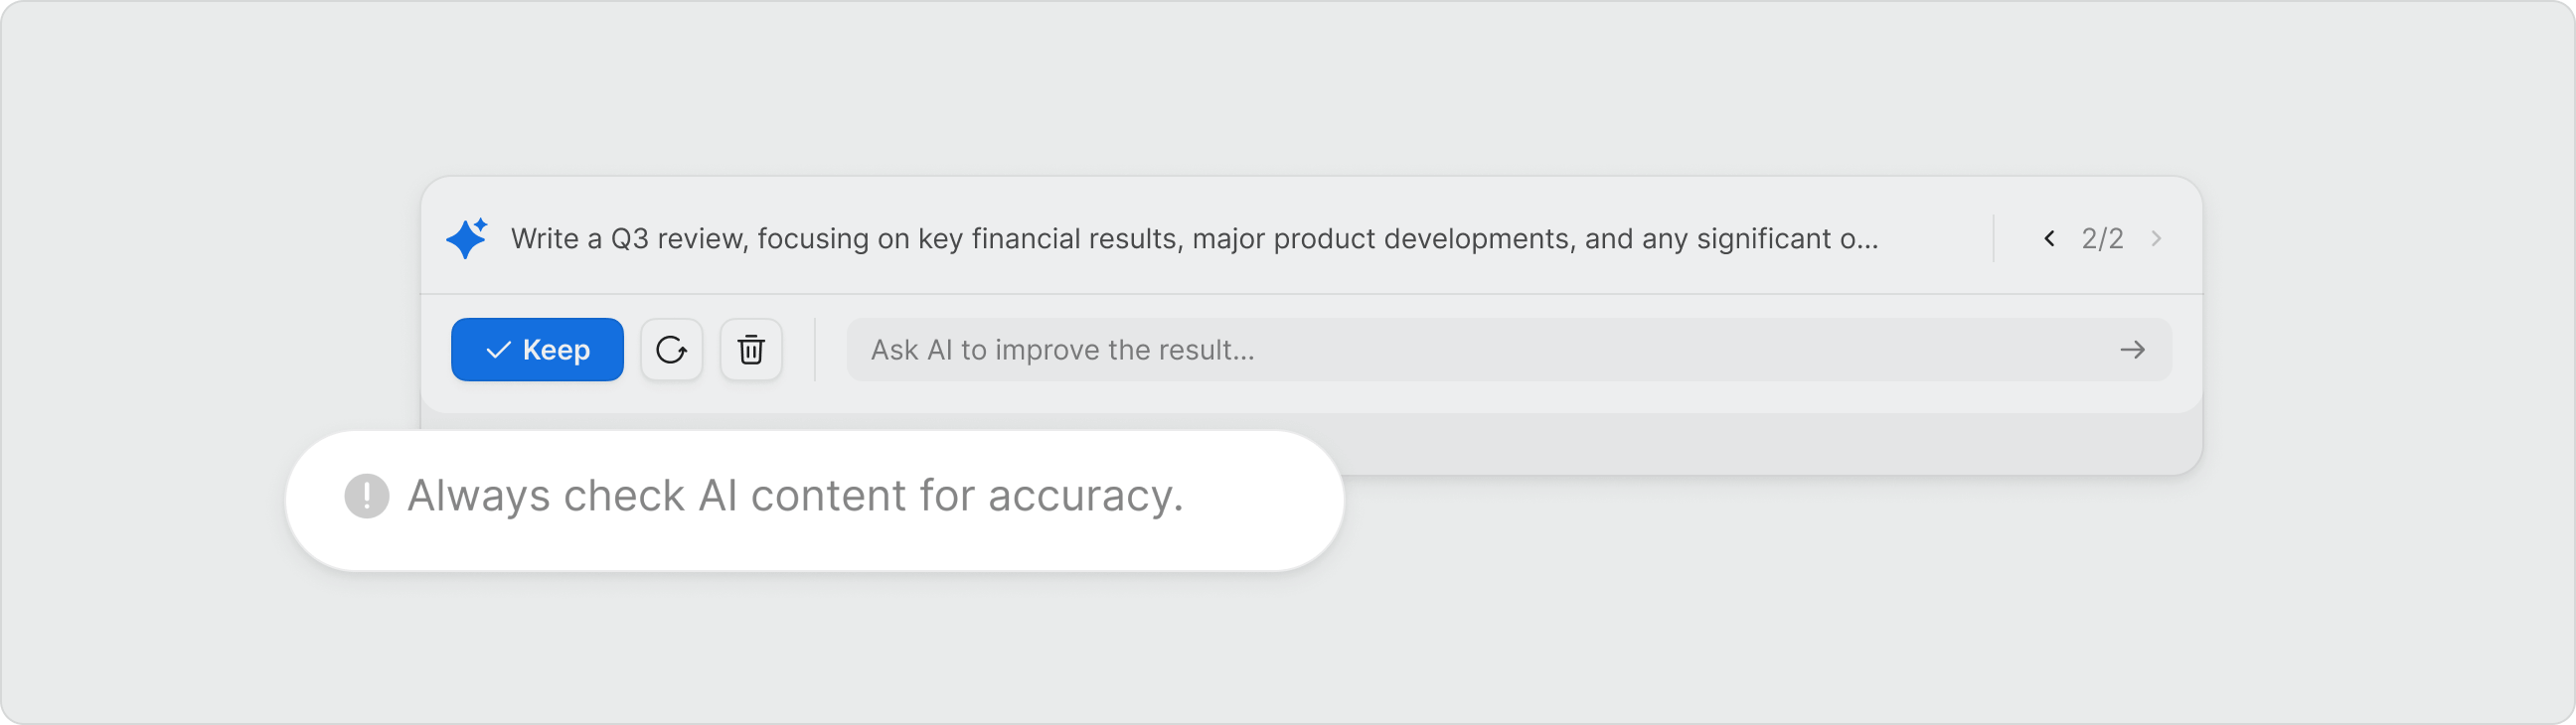 Write a Q3 review, focusing on key financial results, major product developments, and any significant o...
2/2
Keep
Ask AI to improve the result...
Always check AI content for accuracy.